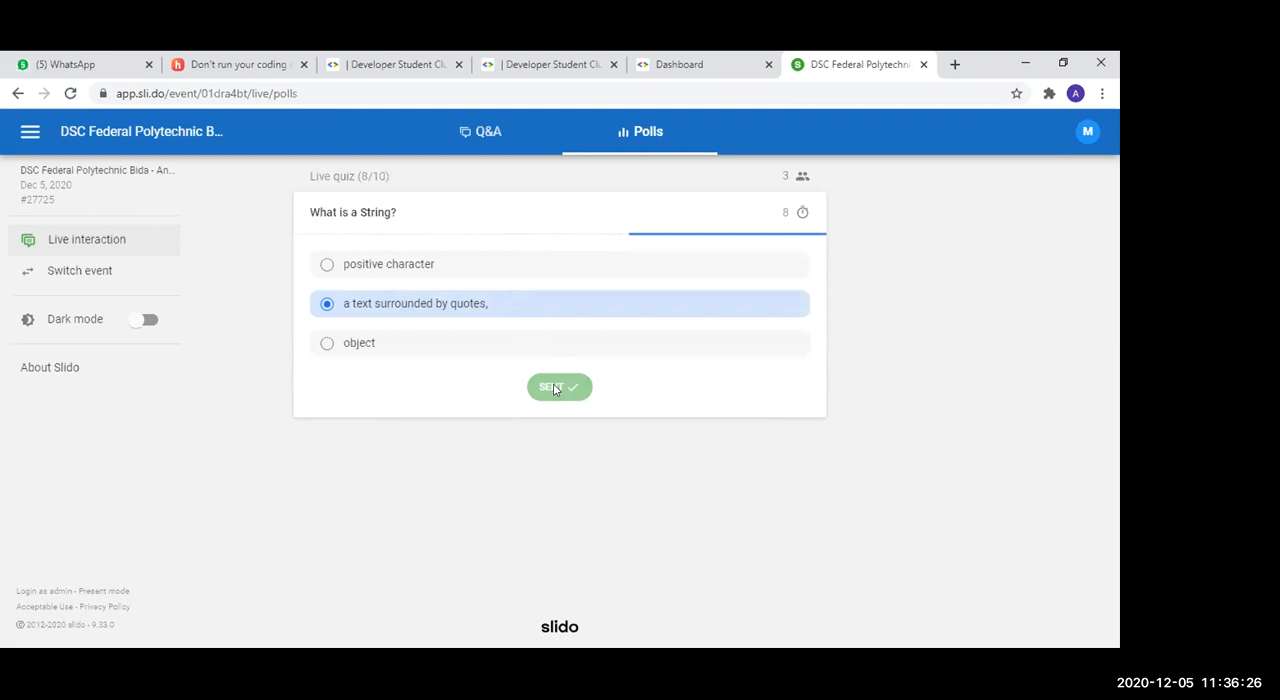 (5) WhatsApp
Don't run your coding
| Developer Student Clu
| Developer Student Clu
Dashboard
DSC Federal Polytechnic
app.sli.do/event/01dra4bt/live/polls
A
DSC Federal Polytechnic B...
Q&A
Polls
M
DSC Federal Polytechnic Bida - An...
Dec 5, 2020
#27725
Live interaction
Switch event
Dark mode
About Slido
Live quiz (8/10)
3
What is a String?
8
positive character
a text surrounded by quotes,
object
SENT
Login as admin - Present mode
Acceptable Use - Privacy Policy
© 2012-2020 slido - 9.33.0
slido
2020-12-05 11:36:26